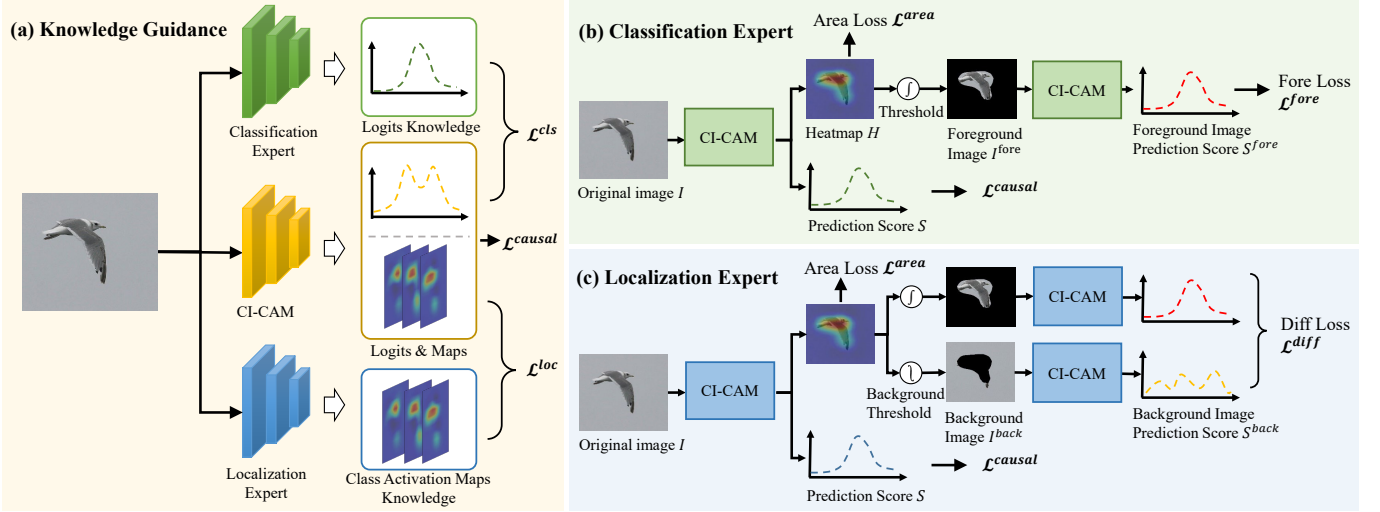 (a) Knowledge Guidance
Classification
Expert
CI-CAM
Localization
Expert
Logits Knowledge
Logits & Maps
Class Activation Maps
Knowledge
𝓛^{cls}
𝓛^{causal}
𝓛^{loc}
(b) Classification Expert
Original image I
CI-CAM
Area Loss 𝓛^{area}
Heatmap H
∫
Threshold
Foreground
Image I^{fore}
CI-CAM
Foreground Image
Prediction Score S^{fore}
Fore Loss
𝓛^{fore}
Prediction Score S
𝓛^{causal}
(c) Localization Expert
Original image I
CI-CAM
Area Loss 𝓛^{area}
∫
CI-CAM
Background
Threshold
Background
Image I^{back}
CI-CAM
Background Image
Prediction Score S^{back}
Diff Loss
𝓛^{diff}
Prediction Score S
𝓛^{causal}